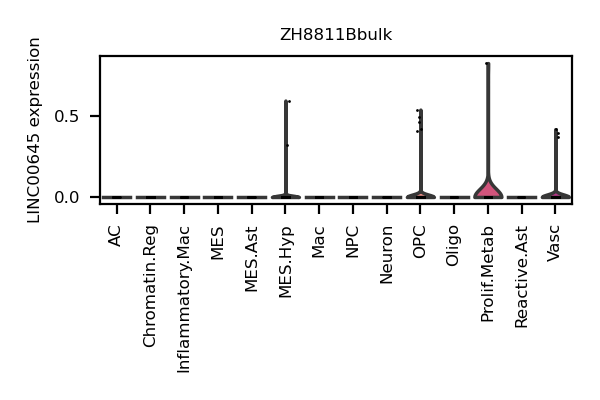 ZH8811Bbulk
LINC00645 expression
0.5
0.0
AC
Chromatin.Reg
Inflammatory.Mac
MES
MES.Ast
MES.Hyp
Mac
NPC
Neuron
OPC
Oligo
Prolif.Metab
Reactive.Ast
Vasc